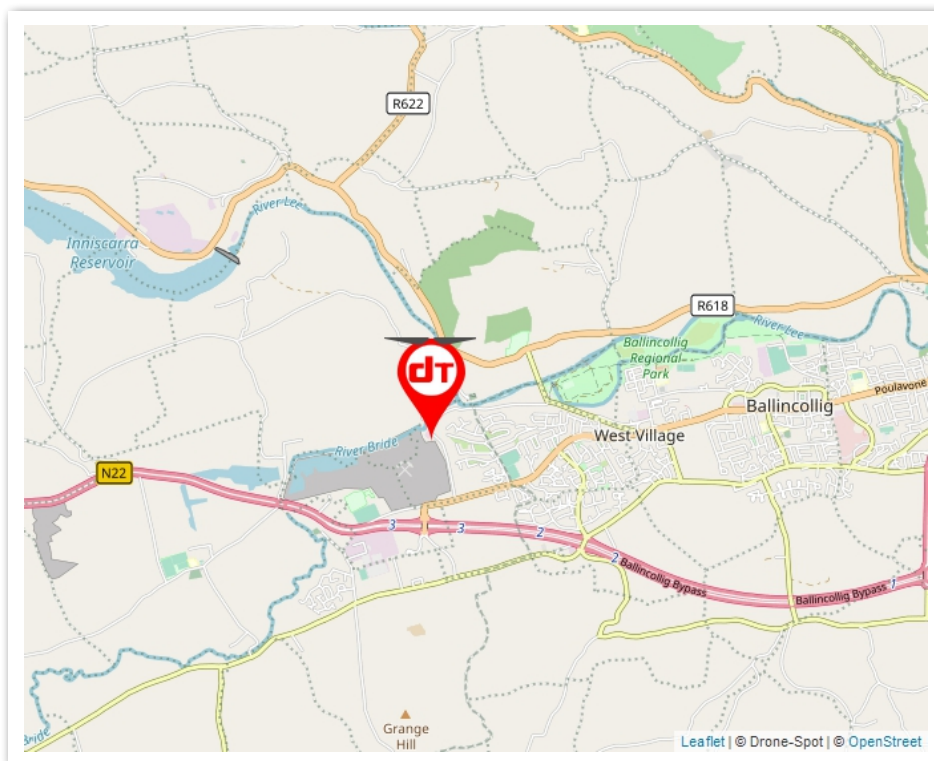 R622
River Lee
Inniscarra
Reservoir
R618
River Lee
Ballincollig
Regional
Park
dT
Poulavone
Ballincollig
West Village
River Bride
N22
3
3
2
2
Ballincollig Bypass
1
Ballincollig Bypass
Grange
Hill
Bride
Leaflet | © Drone-Spot | © OpenStreet